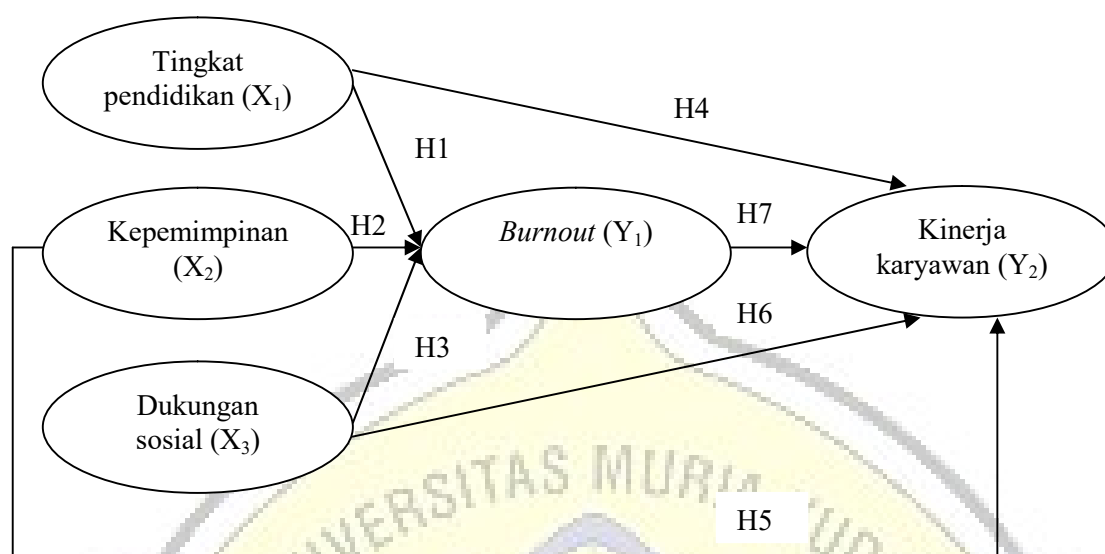 Tingkat
pendidikan (X₁)
H4
H1
Kepemimpinan
(X₂)
H2
Burnout (Y₁)
H7
Kinerja
karyawan (Y₂)
H6
H3
Dukungan
sosial (X₃)
UNIVERSITAS MURIA KUD
H5